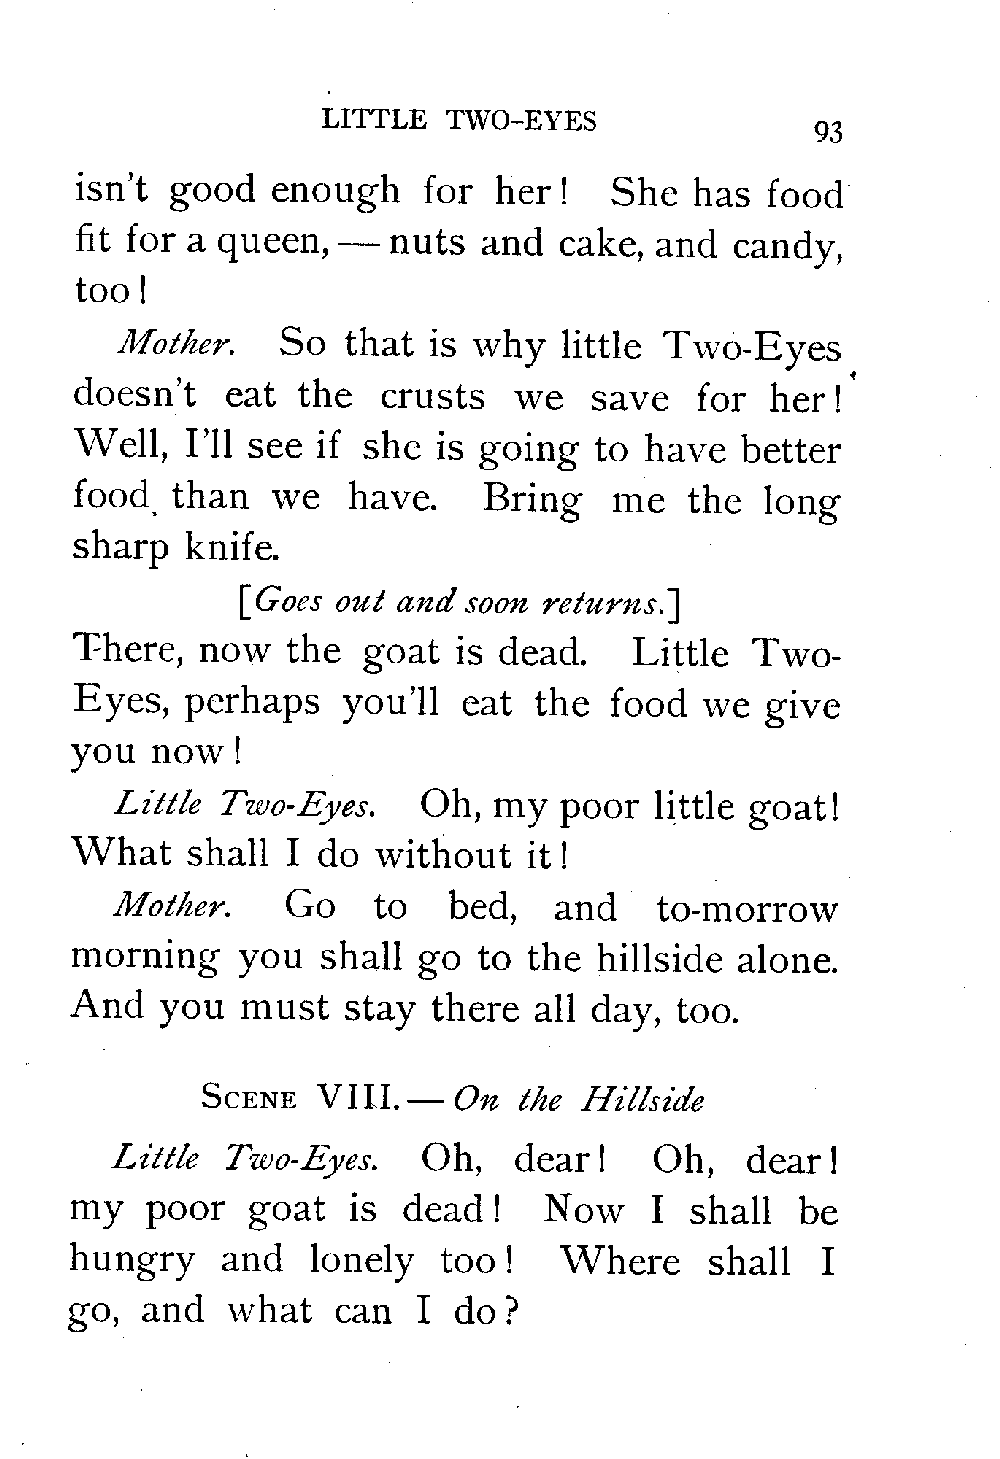 LITTLE TWO-EYES 93
isn't good enough for her! She has food
fit for a queen, — nuts and cake, and candy,
too!
Mother. So that is why little Two-Eyes
doesn't eat the crusts we save for her!
Well, I'll see if she is going to have better
food than we have. Bring me the long
sharp knife.
[Goes out and soon returns.]
There, now the goat is dead. Little Two-
Eyes, perhaps you'll eat the food we give
you now!
Little Two-Eyes. Oh, my poor little goat!
What shall I do without it!
Mother. Go to bed, and to-morrow
morning you shall go to the hillside alone.
And you must stay there all day, too.
SCENE VIII. — On the Hillside
Little Two-Eyes. Oh, dear! Oh, dear!
my poor goat is dead! Now I shall be
hungry and lonely too! Where shall I
go, and what can I do?